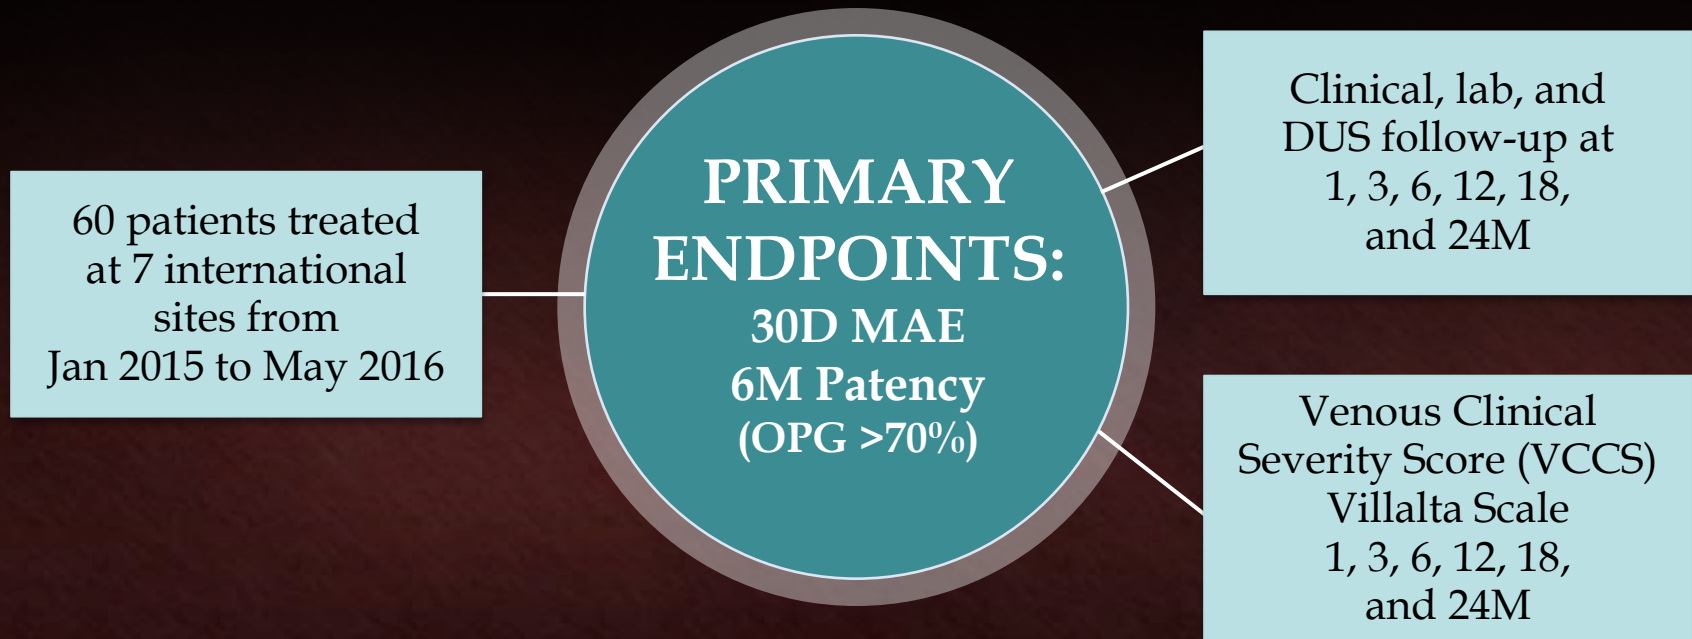 60 patients treated
at 7 international
sites from
Jan 2015 to May 2016
PRIMARY
ENDPOINTS:
30D MAE
6M Patency
(OPG >70%)
Clinical, lab, and
DUS follow-up at
1, 3, 6, 12, 18,
and 24M
Venous Clinical
Severity Score (VCCS)
Villalta Scale
1, 3, 6, 12, 18,
and 24M